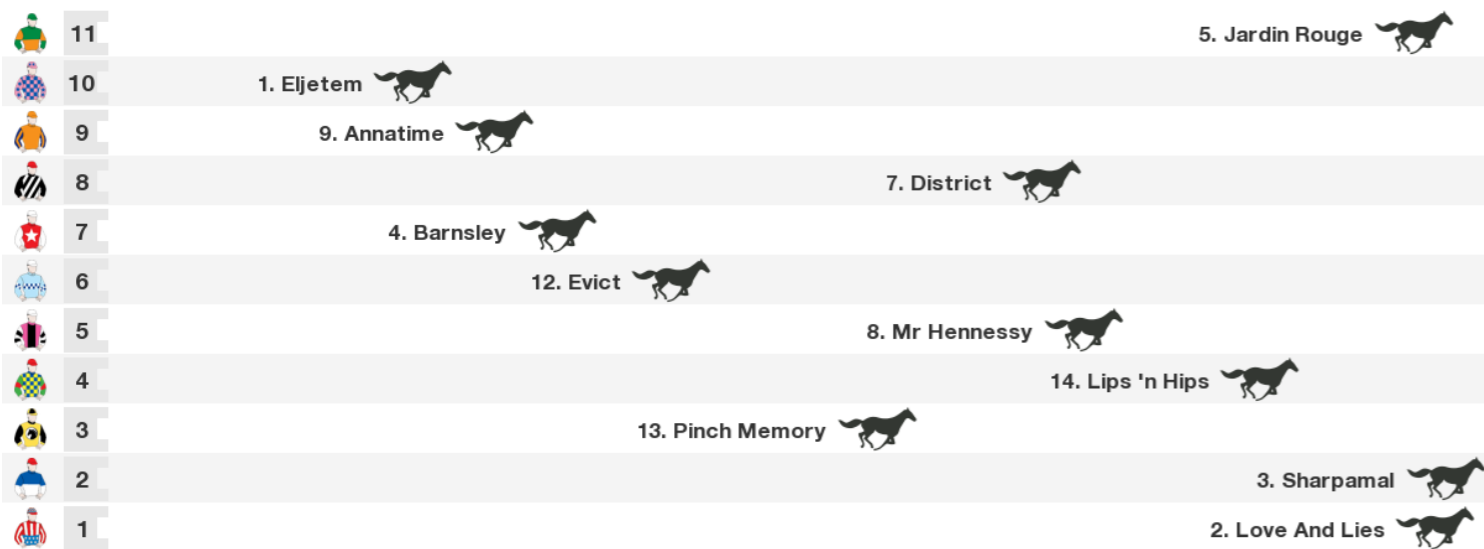 11 5. Jardin Rouge
10 1. Eljetem
9 9. Annatime
8 7. District
7 4. Barnsley
6 12. Evict
5 8. Mr Hennessy
4 14. Lips 'n Hips
3 13. Pinch Memory
2 3. Sharpamal
1 2. Love And Lies